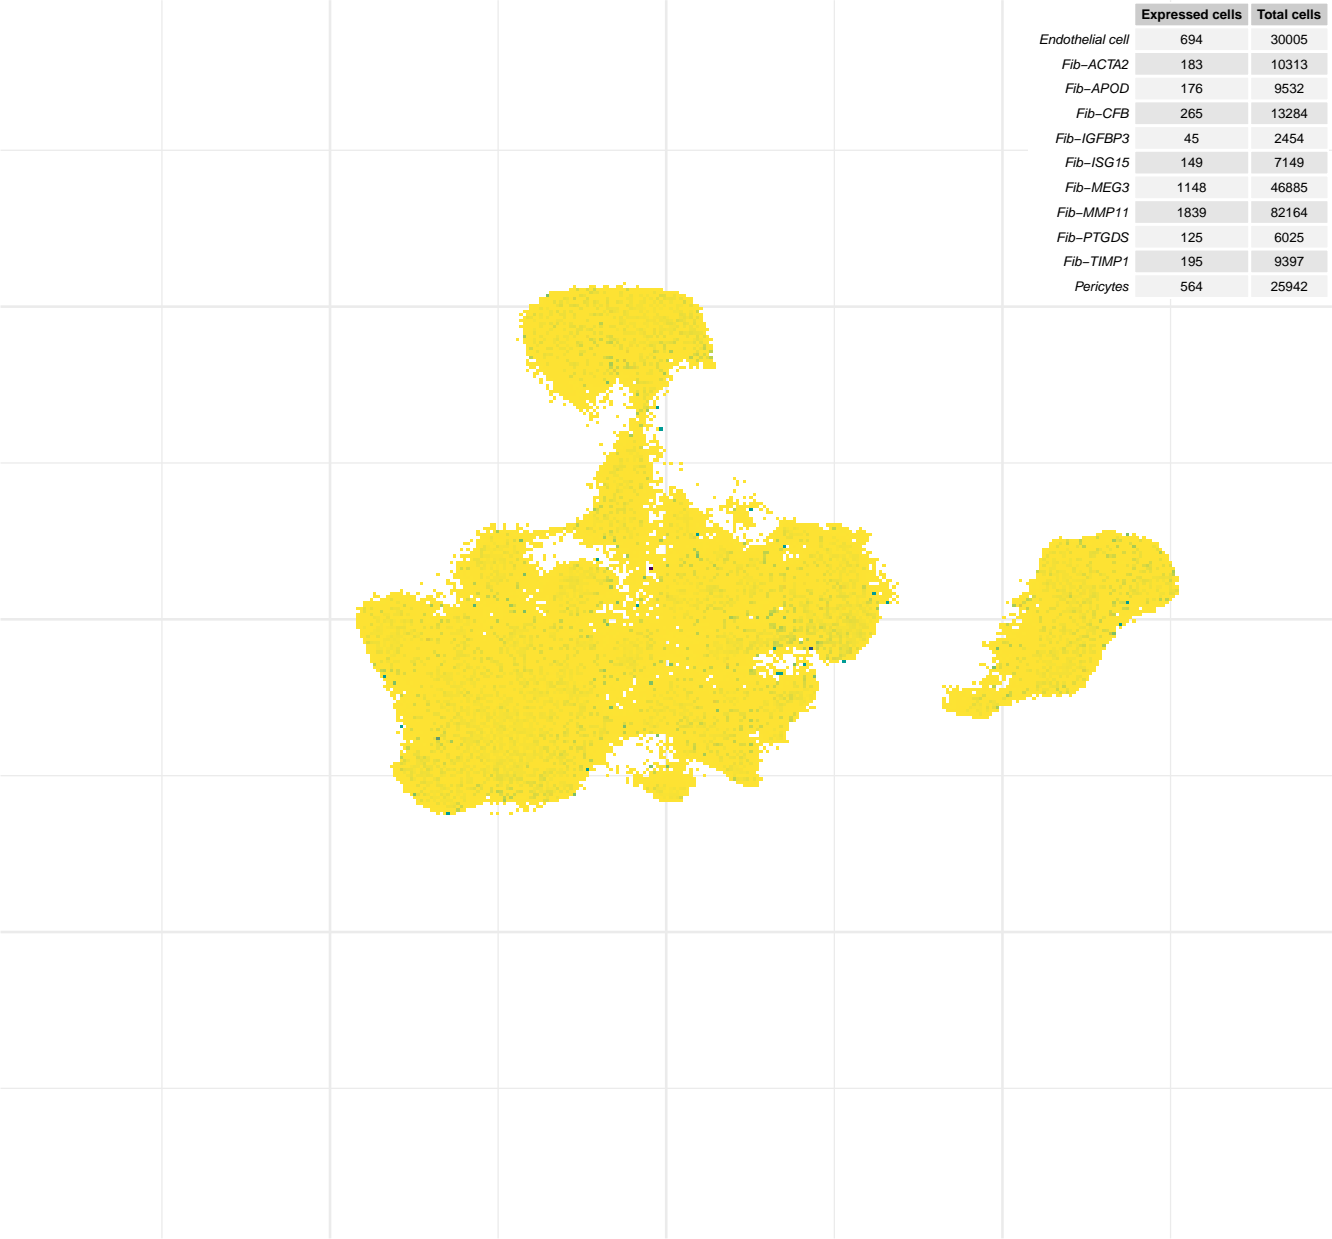 Expressed cells Total cells
Endothelial cell 694 30005
Fib−ACTA2 183 10313
Fib−APOD 176 9532
Fib−CFB 265 13284
Fib−IGFBP3 45 2454
Fib−ISG15 149 7149
Fib−MEG3 1148 46885
Fib−MMP11 1839 82164
Fib−PTGDS 125 6025
Fib−TIMP1 195 9397
Pericytes 564 25942